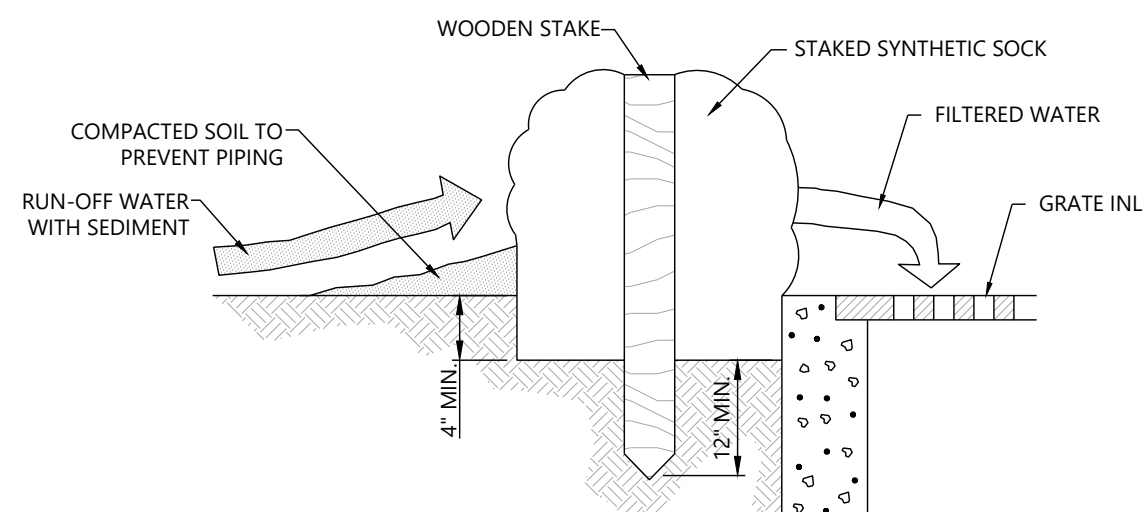 WOODEN STAKE
STAKED SYNTHETIC SOCK
COMPACTED SOIL TO
PREVENT PIPING
FILTERED WATER
RUN-OFF WATER
WITH SEDIMENT
GRATE INL
4" MIN.
12" MIN.